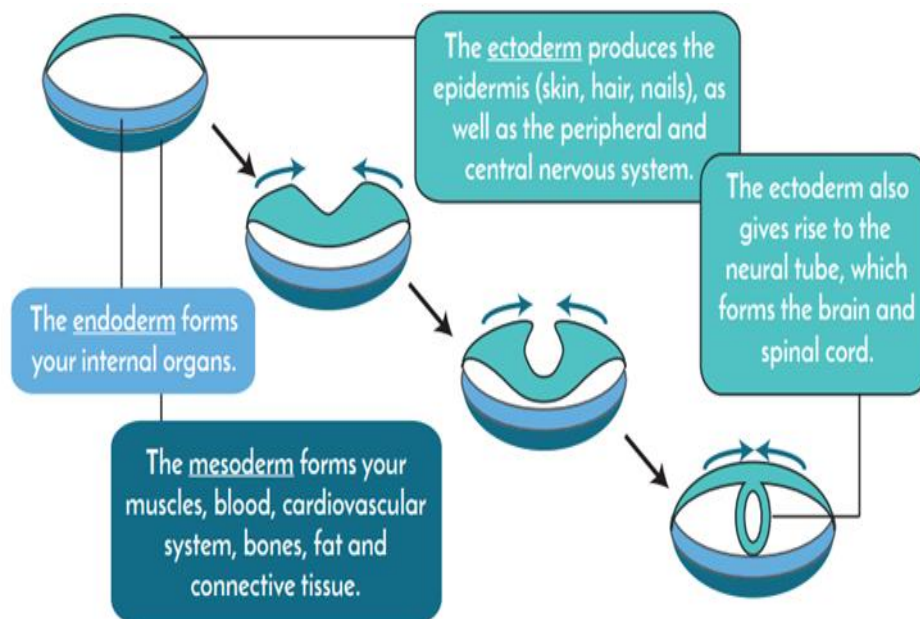 The ectoderm produces the
epidermis (skin, hair, nails), as
well as the peripheral and
central nervous system.
The ectoderm also
gives rise to the
neural tube, which
forms the brain and
spinal cord.
The endoderm forms
your internal organs.
The mesoderm forms your
muscles, blood, cardiovascular
system, bones, fat and
connective tissue.